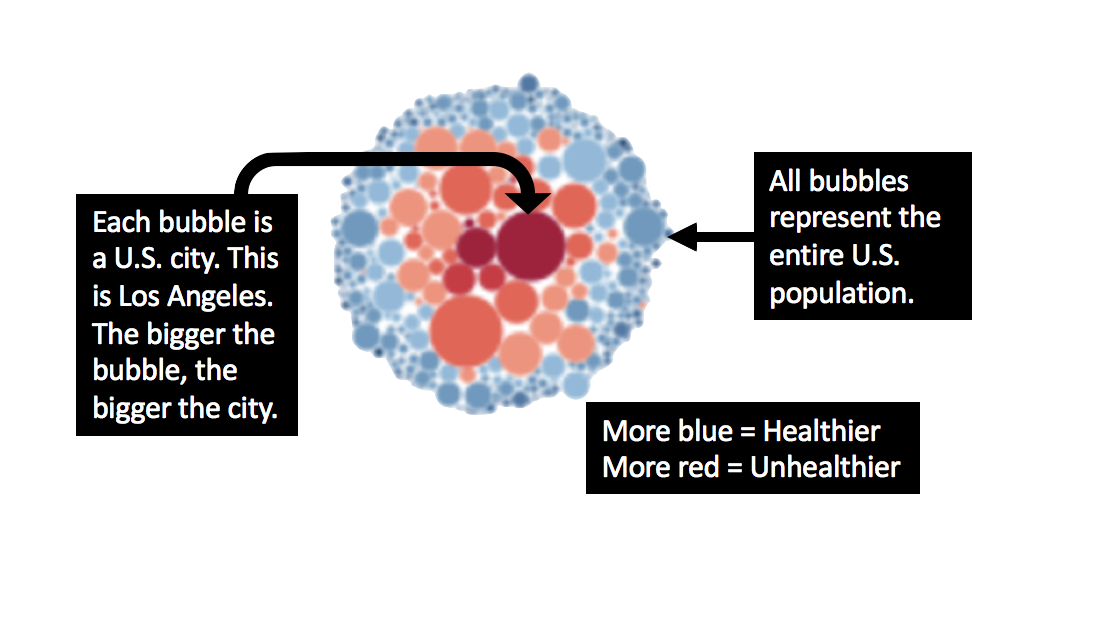 Each bubble is
a U.S. city. This
is Los Angeles.
The bigger the
bubble, the
bigger the city.
All bubbles
represent the
entire U.S.
population.
More blue = Healthier
More red = Unhealthier